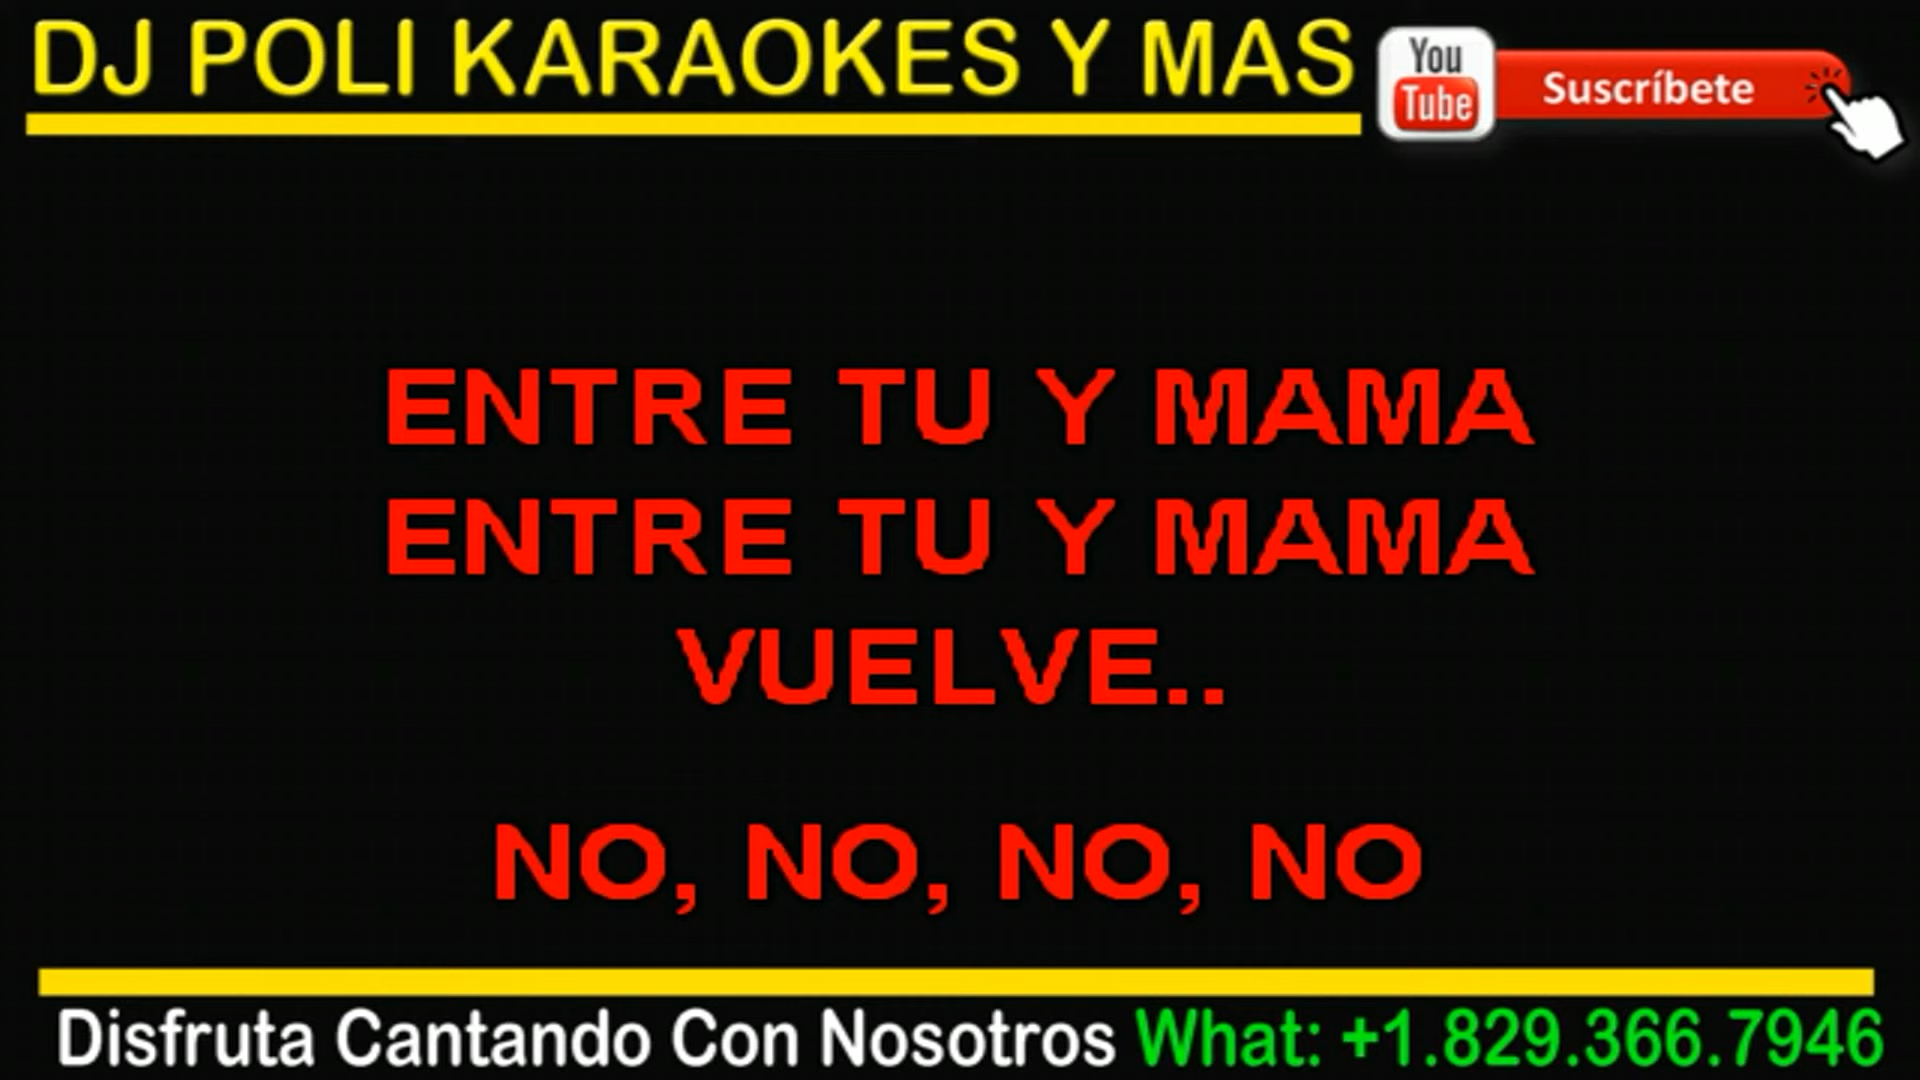 DJ POLI KARAOKES Y MAS
You
Tube
Suscríbete
ENTRE TU Y MAMA
ENTRE TU Y MAMA
VUELVE..
NO, NO, NO, NO
Disfruta Cantando Con Nosotros What: +1.829.366.7946